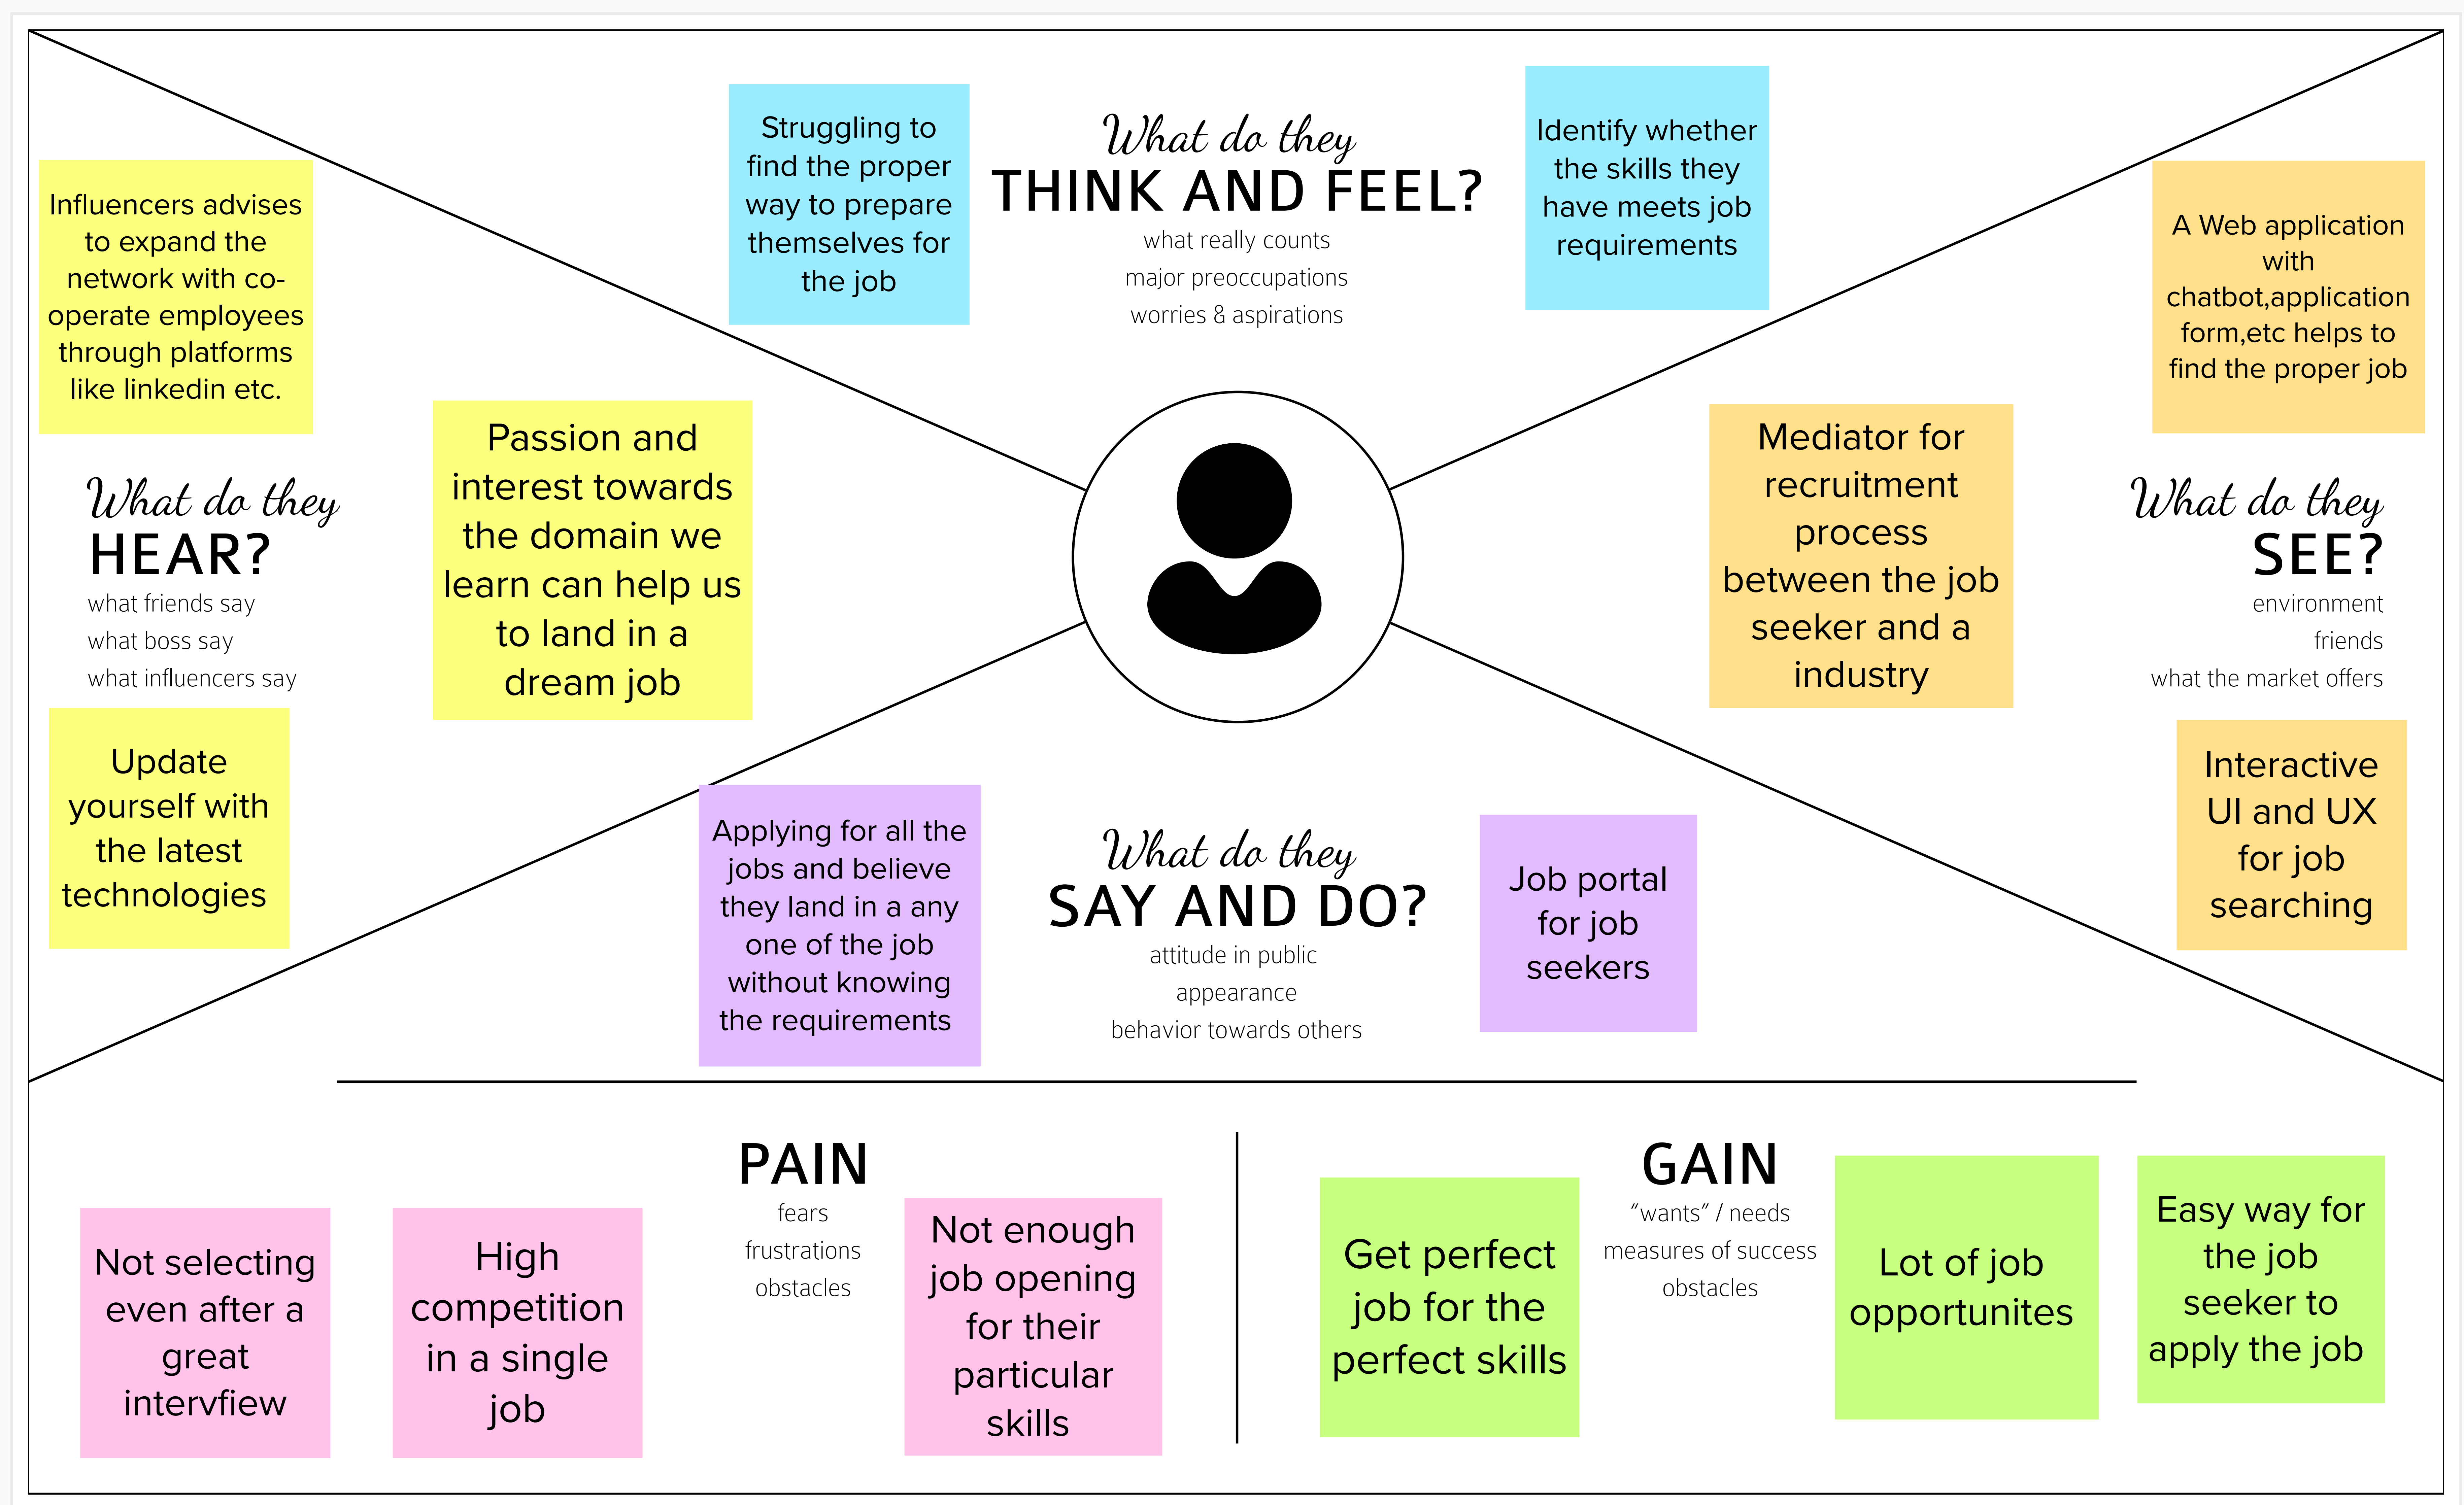 What do they
THINK AND FEEL?
what really counts
major preoccupations
worries & aspirations
Struggling to
find the proper
way to prepare
themselves for
the job
Identify whether
the skills they
have meets job
requirements
Influencers advises
to expand the
network with co-
operate employees
through platforms
like linkedin etc.
What do they
HEAR?
what friends say
what boss say
what influencers say
Passion and
interest towards
the domain we
learn can help us
to land in a
dream job
Update
yourself with
the latest
technologies
A Web application
with
chatbot,application
form,etc helps to
find the proper job
Mediator for
recruitment
process
between the job
seeker and a
industry
What do they
SEE?
environment
friends
what the market offers
Interactive
UI and UX
for job
searching
Applying for all the
jobs and believe
they land in a any
one of the job
without knowing
the requirements
What do they
SAY AND DO?
attitude in public
appearance
behavior towards others
Job portal
for job
seekers
PAIN
fears
frustrations
obstacles
Not selecting
even after a
great
intervfiew
High
competition
in a single
job
Not enough
job opening
for their
particular
skills
GAIN
“wants” / needs
measures of success
obstacles
Get perfect
job for the
perfect skills
Lot of job
opportunites
Easy way for
the job
seeker to
apply the job